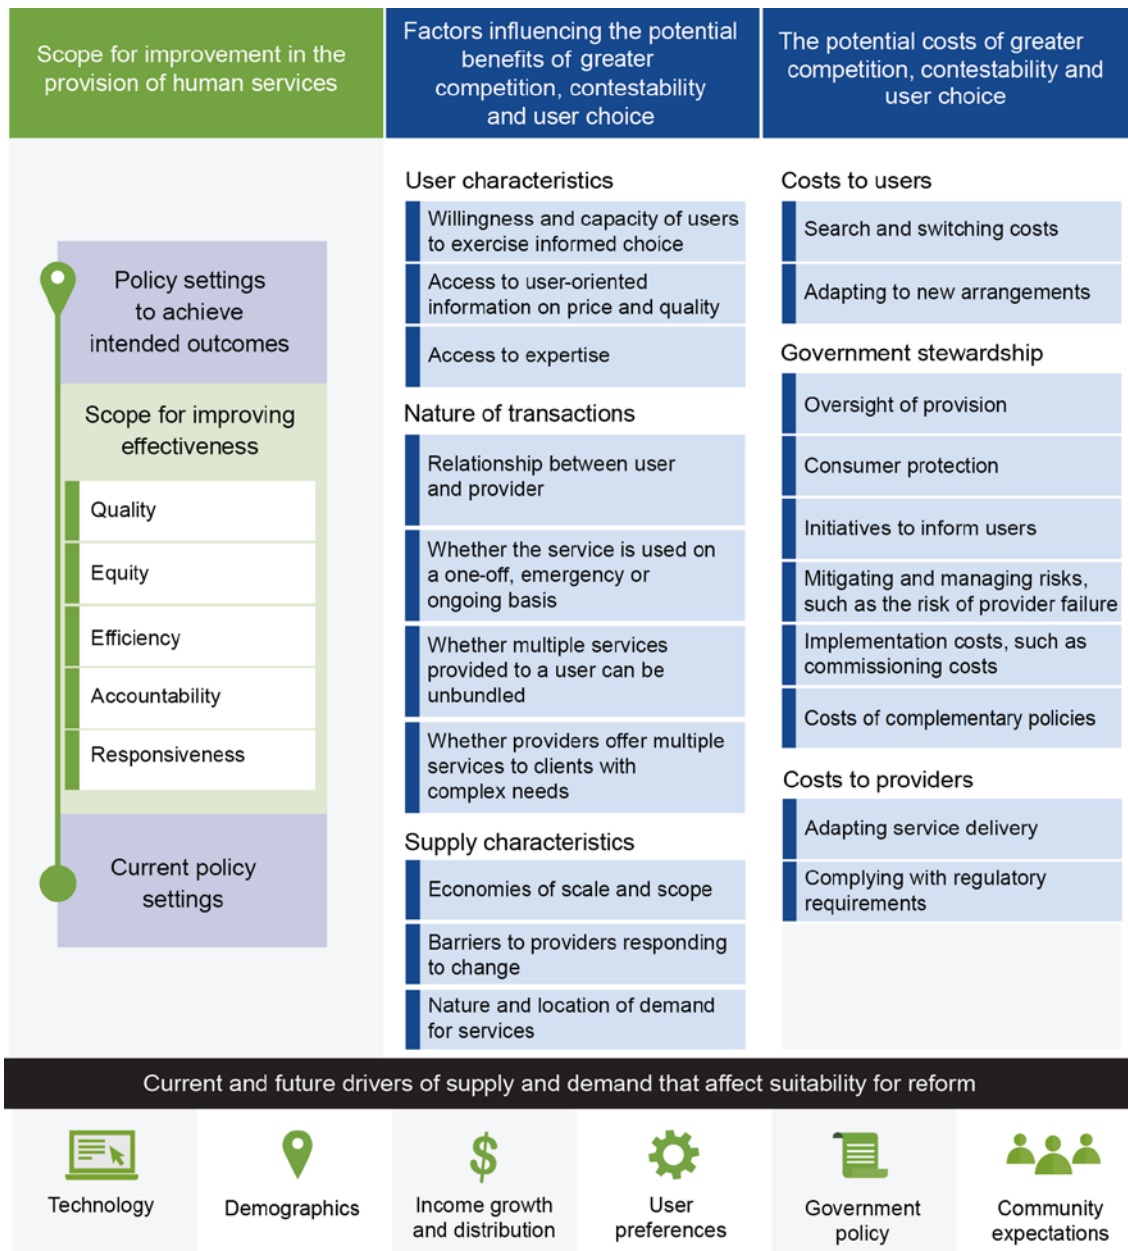 Scope for improvement in the
provision of human services
Policy settings
to achieve
intended outcomes
Scope for improving
effectiveness
Quality
Equity
Efficiency
Accountability
Responsiveness
Current policy
settings
Factors influencing the potential
benefits of greater
competition, contestability
and user choice
User characteristics
Willingness and capacity of users
to exercise informed choice
Access to user-oriented
information on price and quality
Access to expertise
Nature of transactions
Relationship between user
and provider
Whether the service is used on
a one-off, emergency or
ongoing basis
Whether multiple services
provided to a user can be
unbundled
Whether providers offer multiple
services to clients with
complex needs
Supply characteristics
Economies of scale and scope
Barriers to providers responding
to change
Nature and location of demand
for services
The potential costs of greater
competition, contestability and
user choice
Costs to users
Search and switching costs
Adapting to new arrangements
Government stewardship
Oversight of provision
Consumer protection
Initiatives to inform users
Mitigating and managing risks,
such as the risk of provider failure
Implementation costs, such as
commissioning costs
Costs of complementary policies
Costs to providers
Adapting service delivery
Complying with regulatory
requirements
Current and future drivers of supply and demand that affect suitability for reform
Technology
Demographics
$
Income growth
and distribution
User
preferences
Government
policy
Community
expectations